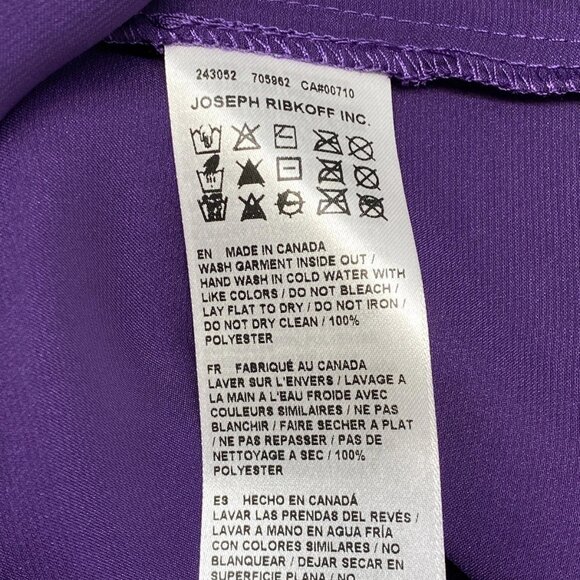 243052 705962 CA#00710
JOSEPH RIBKOFF INC.
EN MADE IN CANADA
WASH GARMENT INSIDE OUT /
HAND WASH IN COLD WATER WITH
LIKE COLORS / DO NOT BLEACH /
LAY FLAT TO DRY / DO NOT IRON /
DO NOT DRY CLEAN / 100%
POLYESTER
FR FABRIQUÉ AU CANADA
LAVER SUR L'ENVERS / LAVAGE A
LA MAIN A L'EAU FROIDE AVEC
COULEURS SIMILAIRES / NE PAS
BLANCHIR / FAIRE SECHER A PLAT
/ NE PAS REPASSER / PAS DE
NETTOYAGE A SEC / 100%
POLYESTER
ES HECHO EN CANADÁ
LAVAR LAS PRENDAS DEL REVÉS /
LAVAR A MANO EN AGUA FRÍA
CON COLORES SIMILARES / NO
BLANQUEAR / DEJAR SECAR EN
SUPERFICIE PLANA / NO